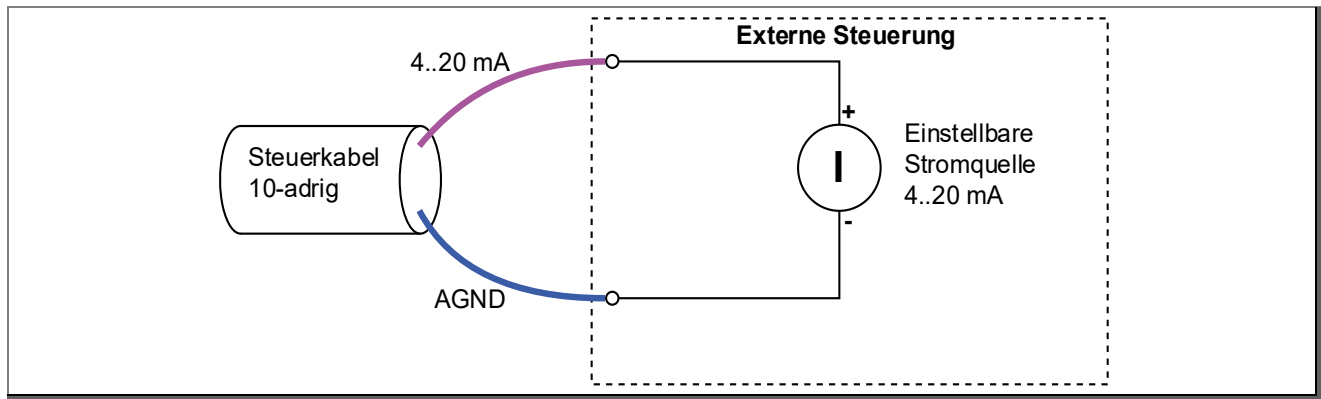 Externe Steuerung
4..20 mA
+
Einstellbare
Stromquelle
4..20 mA
I
-
Steuerkabel
10-adrig
AGND